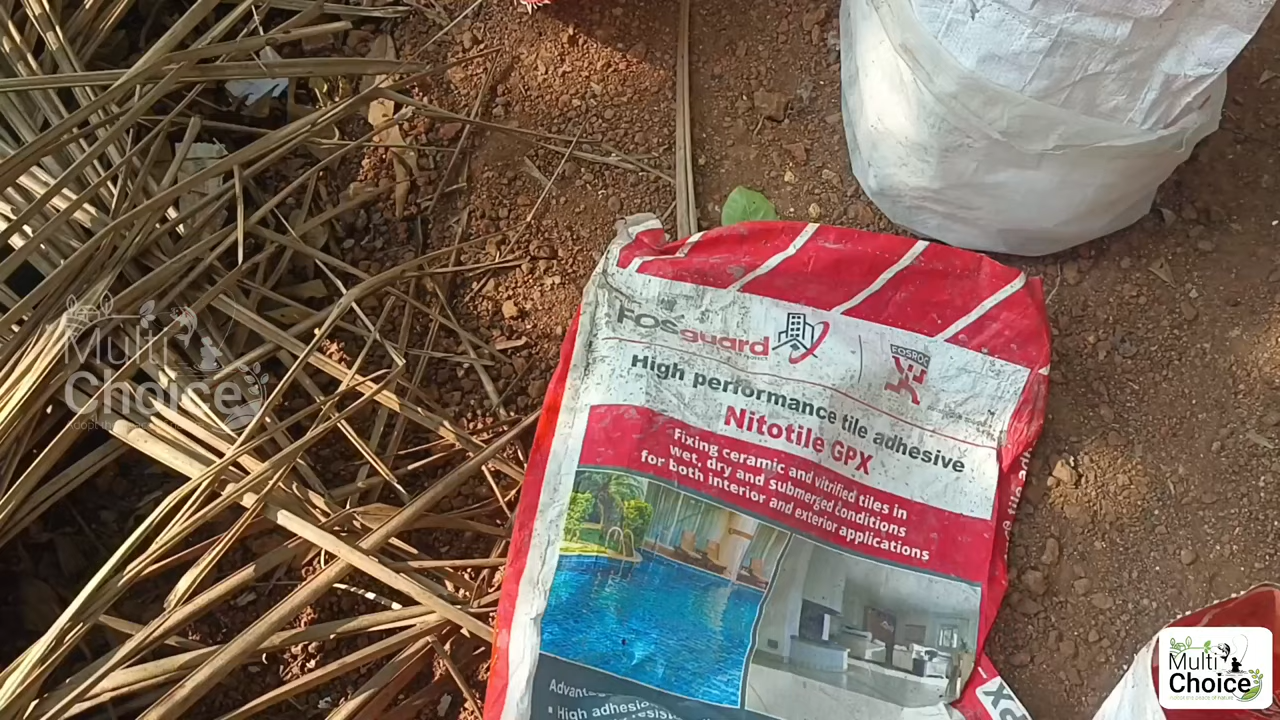 Fosguard
FOSROC
High performance tile adhesive
Nitotile GPX
Fixing ceramic and vitrified tiles in
wet, dry and submerged conditions
for both interior and exterior applications
High adhesio
Multi
Choice
Multi
Choice